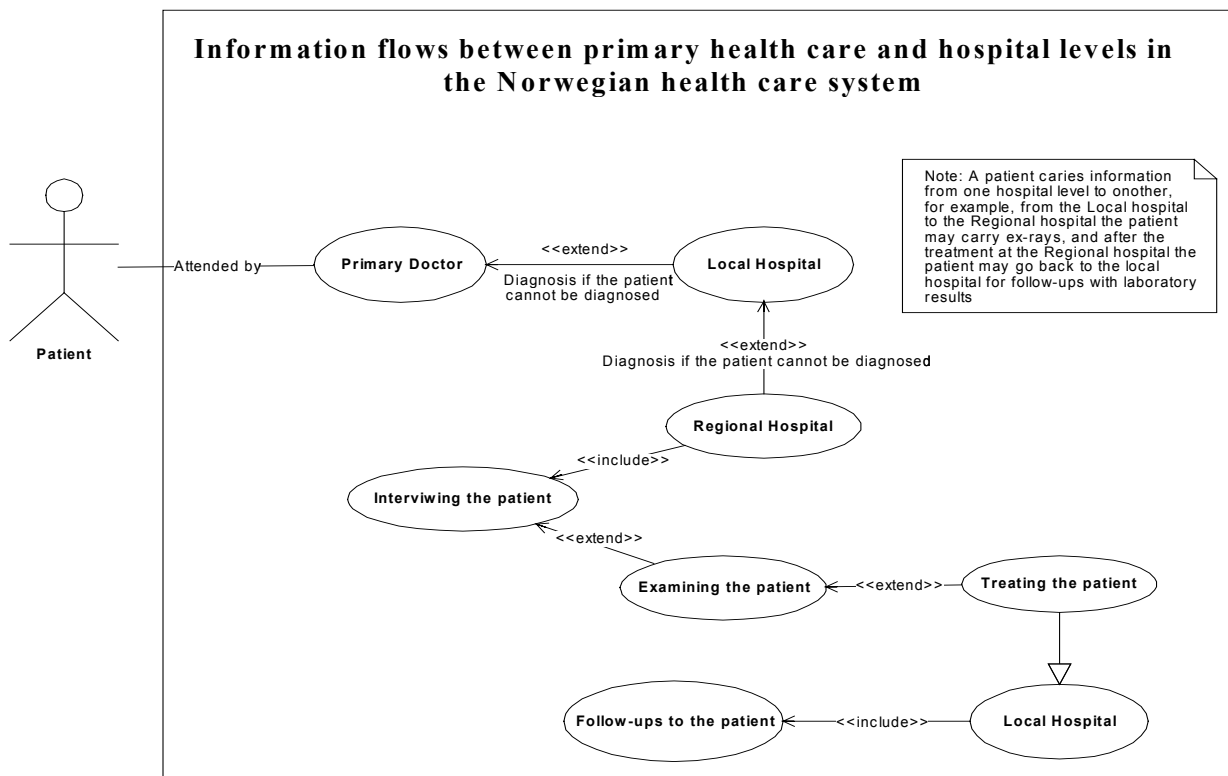 Information flows between primary health care and hospital levels in
the Norwegian health care system
Note: A patient caries information
from one hospital level to onother,
for example, from the Local hospital
to the Regional hospital the patient
may carry ex-rays, and after the
treatment at the Regional hospital the
patient may go back to the local
hospital for follow-ups with laboratory
results
Patient
Attended by
Primary Doctor
<<extend>>
Diagnosis if the patient
cannot be diagnosed
Local Hospital
<<extend>>
Diagnosis if the patient cannot be diagnosed
Regional Hospital
<<include>>
Interviwing the patient
<<extend>>
Examining the patient
<<extend>>
Treating the patient
Follow-ups to the patient
<<include>>
Local Hospital